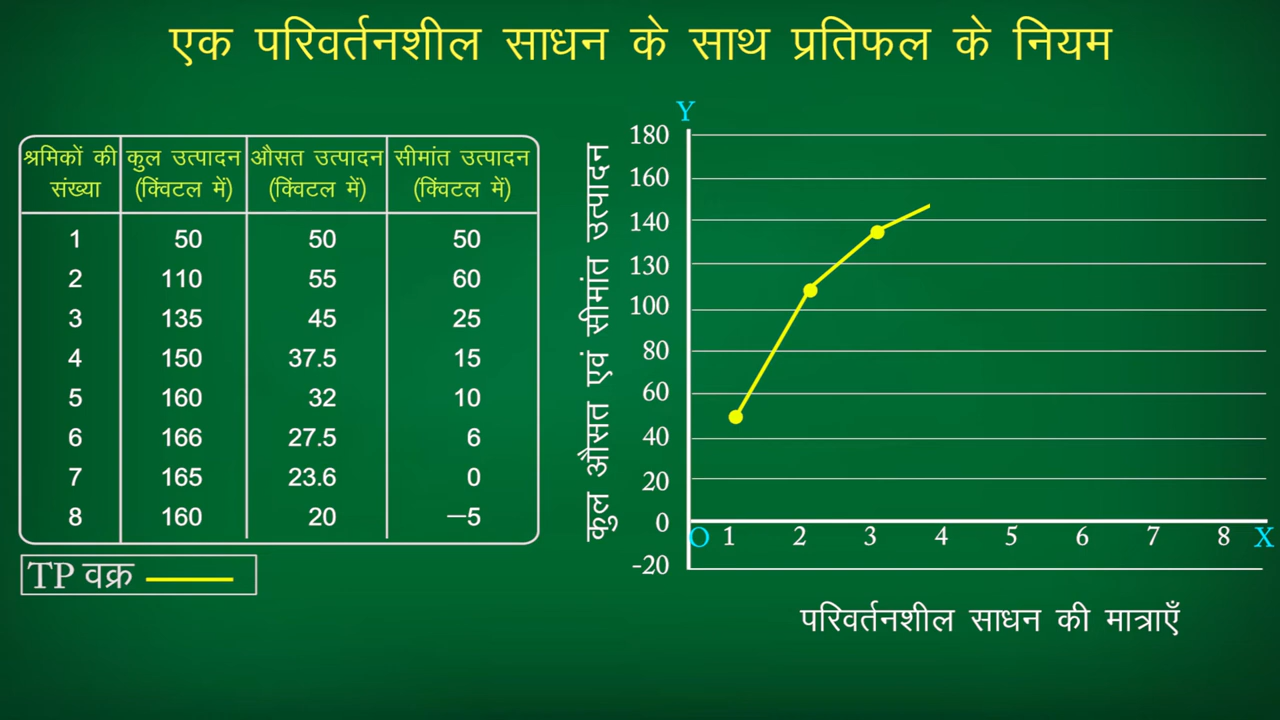 एक परिवर्तनशील साधन के साथ प्रतिफल के नियम
श्रमिकों की संख्या | कुल उत्पादन (क्विंटल में) | औसत उत्पादन (क्विंटल में) | सीमांत उत्पादन (क्विंटल में)
1 50 50 50
2 110 55 60
3 135 45 25
4 150 37.5 15
5 160 32 10
6 166 27.5 6
7 165 23.6 0
8 160 20 –5
TP वक्र
कुल औसत एवं सीमांत उत्पादन
Y
180
160
140
130
100
80
60
40
20
0
-20
O 1 2 3 4 5 6 7 8 X
परिवर्तनशील साधन की मात्राएँ